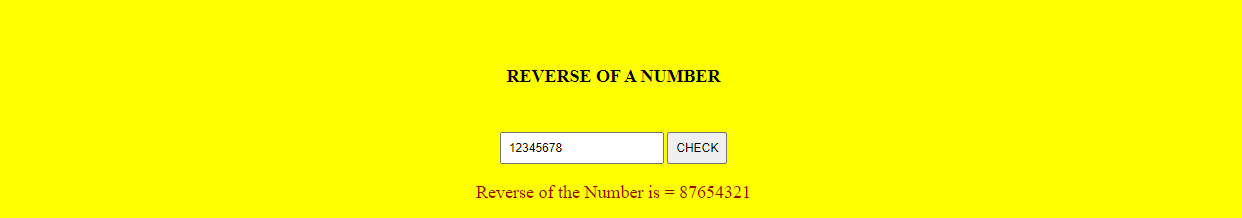 REVERSE OF A NUMBER
12345678 CHECK
Reverse of the Number is = 87654321